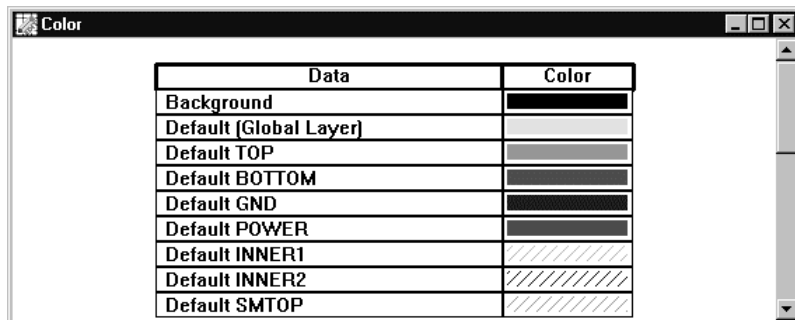 Color
Data Color
Background
Default (Global Layer)
Default TOP
Default BOTTOM
Default GND
Default POWER
Default INNER1
Default INNER2
Default SMTOP